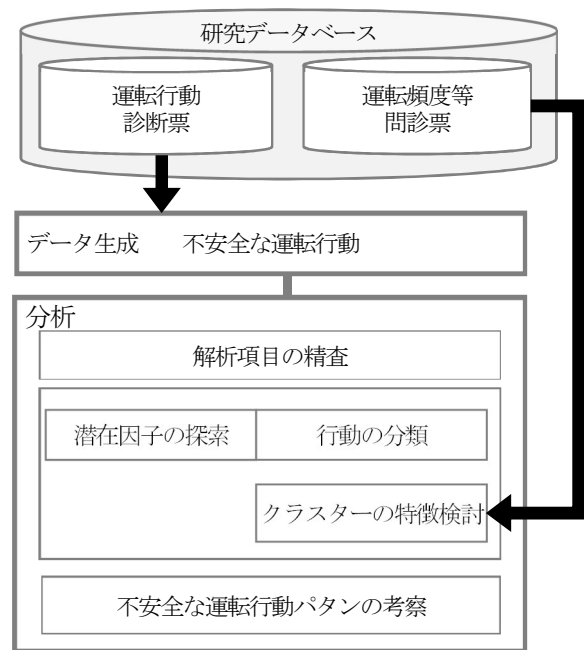 研究データベース
運転行動
診断票
運転頻度等
問診票
データ生成 不安全な運転行動
分析
解析項目の精査
潜在因子の探索
行動の分類
クラスターの特徴検討
不安全な運転行動パタンの考察